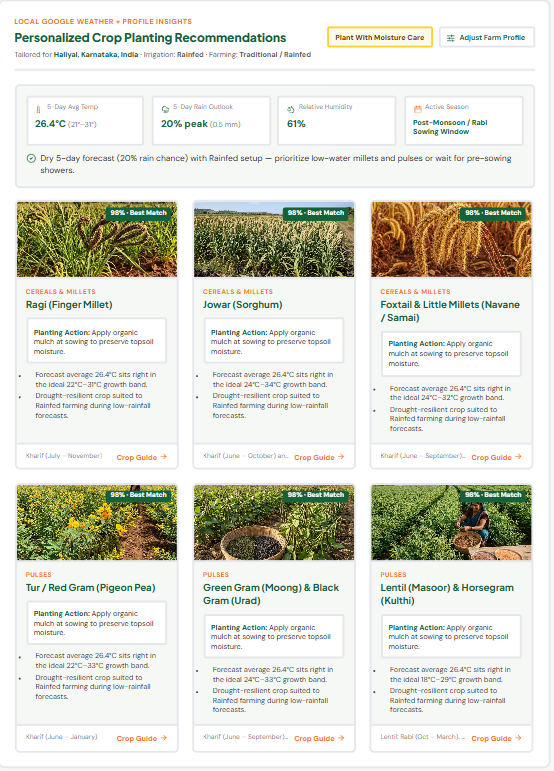 LOCAL GOOGLE WEATHER + PROFILE INSIGHTS
Personalized Crop Planting Recommendations
Tailored for Haliyal, Karnataka, India · Irrigation: Rainfed · Farming: Traditional / Rainfed
Plant With Moisture Care
Adjust Farm Profile
5-Day Avg Temp
26.4°C (21°–31°)
5-Day Rain Outlook
20% peak (0.5 mm)
Relative Humidity
61%
Active Season
Post-Monsoon / Rabi
Sowing Window
Dry 5-day forecast (20% rain chance) with Rainfed setup — prioritize low-water millets and pulses or wait for pre-sowing
showers.
98% · Best Match
CEREALS & MILLETS
Ragi (Finger Millet)
Planting Action: Apply organic
mulch at sowing to preserve topsoil
moisture.
• Forecast average 26.4°C sits right in
the ideal 22°C–31°C growth band.
• Drought-resilient crop suited to
Rainfed farming during low-rainfall
forecasts.
Kharif (July – November)
Crop Guide →
98% · Best Match
CEREALS & MILLETS
Jowar (Sorghum)
Planting Action: Apply organic
mulch at sowing to preserve topsoil
moisture.
• Forecast average 26.4°C sits right in
the ideal 24°C–34°C growth band.
• Drought-resilient crop suited to
Rainfed farming during low-rainfall
forecasts.
Kharif (June – October) an...
Crop Guide →
98% · Best Match
CEREALS & MILLETS
Foxtail & Little Millets (Navane
/ Samai)
Planting Action: Apply organic
mulch at sowing to preserve topsoil
moisture.
• Forecast average 26.4°C sits right in
the ideal 24°C–32°C growth band.
• Drought-resilient crop suited to
Rainfed farming during low-rainfall
forecasts.
Kharif (June – September)...
Crop Guide →
98% · Best Match
PULSES
Tur / Red Gram (Pigeon Pea)
Planting Action: Apply organic
mulch at sowing to preserve topsoil
moisture.
• Forecast average 26.4°C sits right in
the ideal 22°C–33°C growth band.
• Drought-resilient crop suited to
Rainfed farming during low-rainfall
forecasts.
Kharif (June – January)
Crop Guide →
98% · Best Match
PULSES
Green Gram (Moong) & Black
Gram (Urad)
Planting Action: Apply organic
mulch at sowing to preserve topsoil
moisture.
• Forecast average 26.4°C sits right in
the ideal 24°C–33°C growth band.
• Drought-resilient crop suited to
Rainfed farming during low-rainfall
forecasts.
Kharif (June – September)...
Crop Guide →
98% · Best Match
PULSES
Lentil (Masoor) & Horsegram
(Kulthi)
Planting Action: Apply organic
mulch at sowing to preserve topsoil
moisture.
• Forecast average 26.4°C sits right in
the ideal 18°C–29°C growth band.
• Drought-resilient crop suited to
Rainfed farming during low-rainfall
forecasts.
Lentil: Rabi (Oct – March)...
Crop Guide →